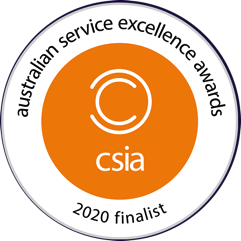 australian service excellence awards
csia
2020 finalist